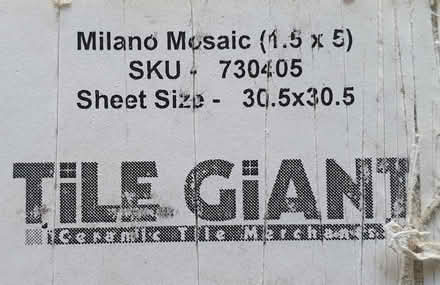 Milano Mosaic (1.5 x 5)
SKU - 730405
Sheet Size - 30.5x30.5
TiLE GiANT
Ceramic Tile Merchants